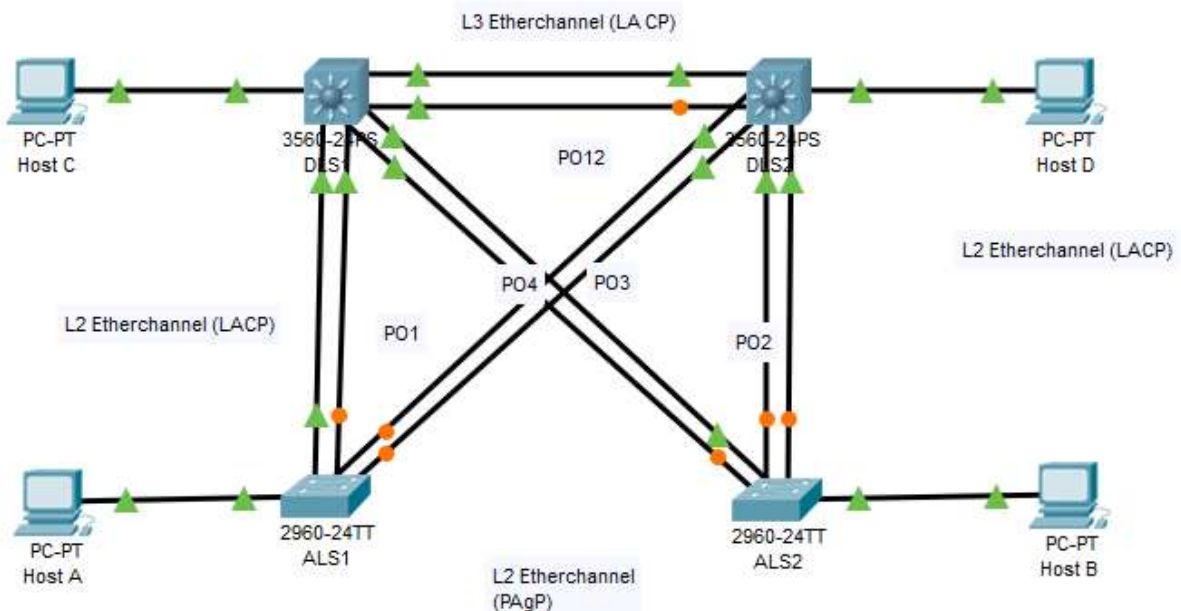 L3 Etherchannel (LACP)
PC-PT
Host C
3560-24PS
DLS1
3560-24PS
DLS2
PC-PT
Host D
PO12
L2 Etherchannel (LACP)
PO4
PO3
L2 Etherchannel (LACP)
PO1
PO2
PC-PT
Host A
2960-24TT
ALS1
2960-24TT
ALS2
PC-PT
Host B
L2 Etherchannel
(PAgP)